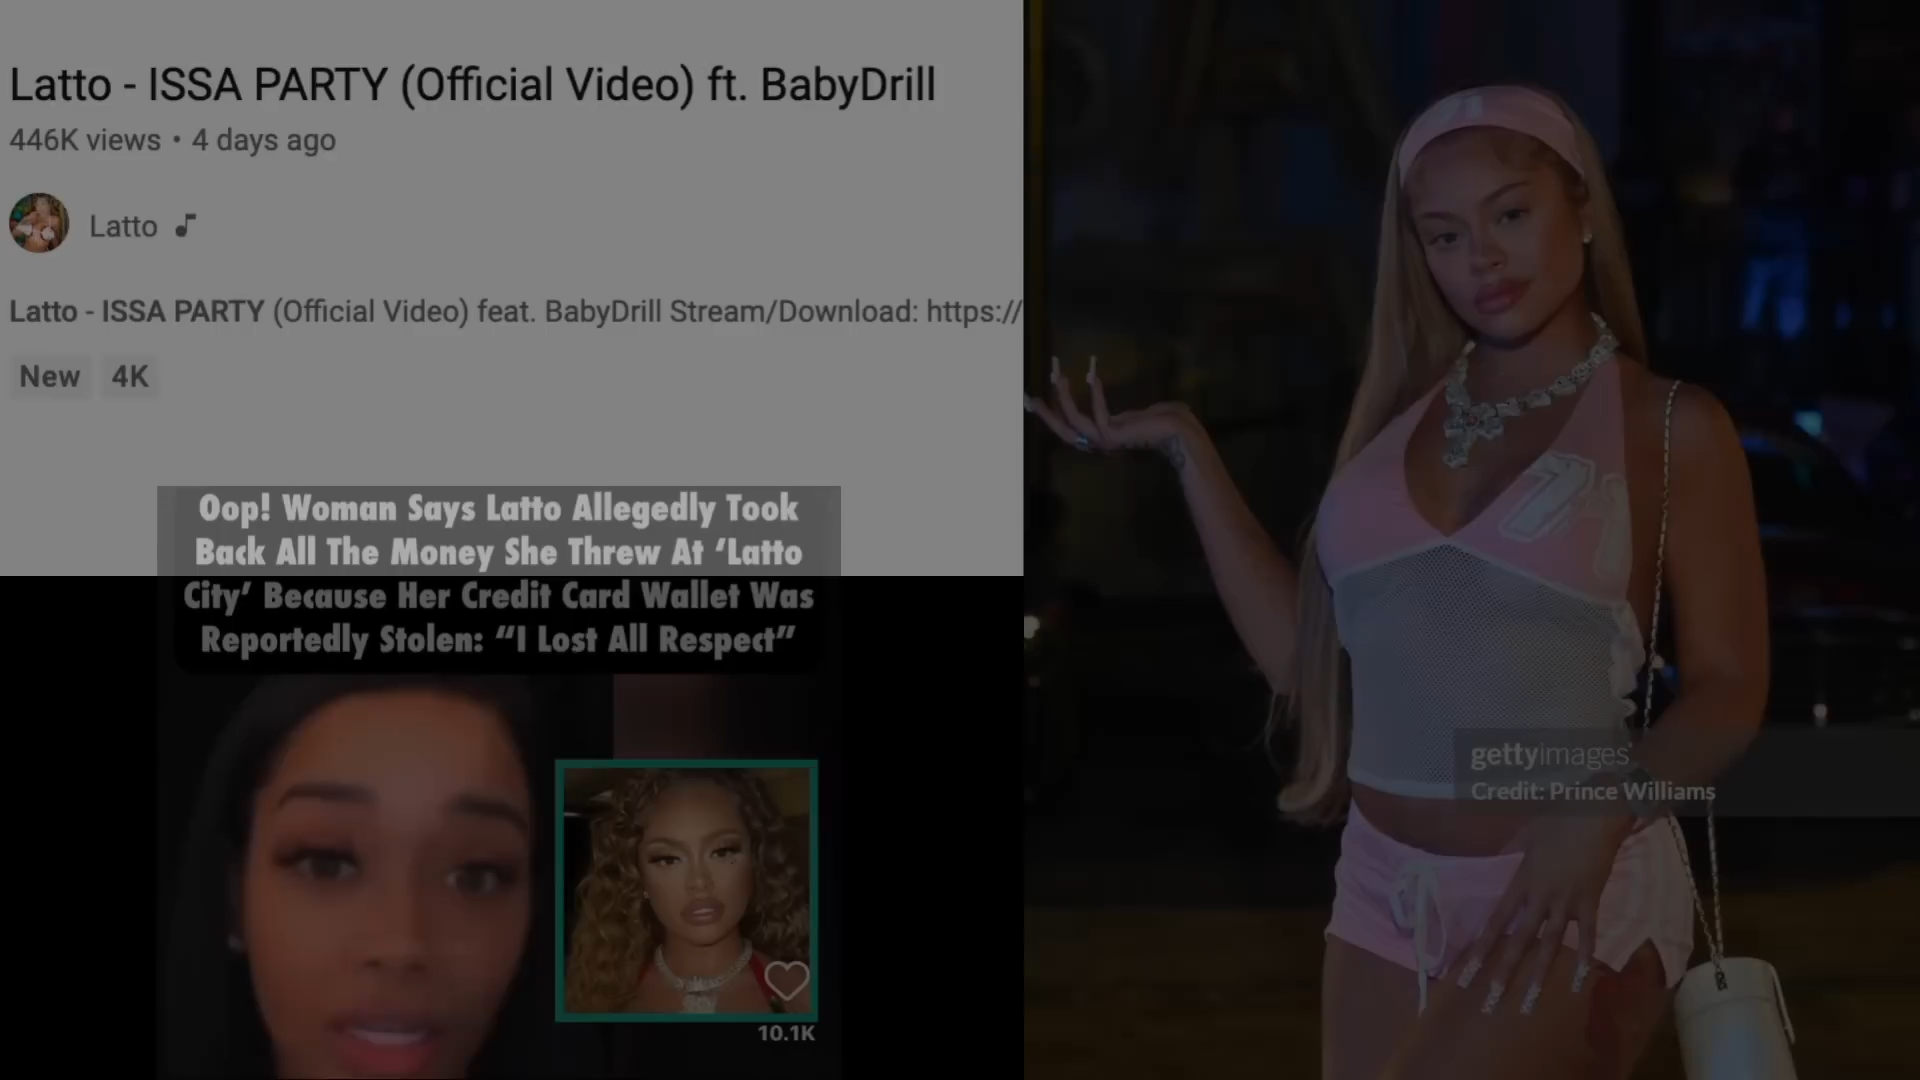 Latto - ISSA PARTY (Official Video) ft. BabyDrill
446K views • 4 days ago
Latto
Latto - ISSA PARTY (Official Video) feat. BabyDrill Stream/Download: https://
New 4K
Oop! Woman Says Latto Allegedly Took
Back All The Money She Threw At ‘Latto
City’ Because Her Credit Card Wallet Was
Reportedly Stolen: “I Lost All Respect”
10.1K
gettyimages
Credit: Prince Williams